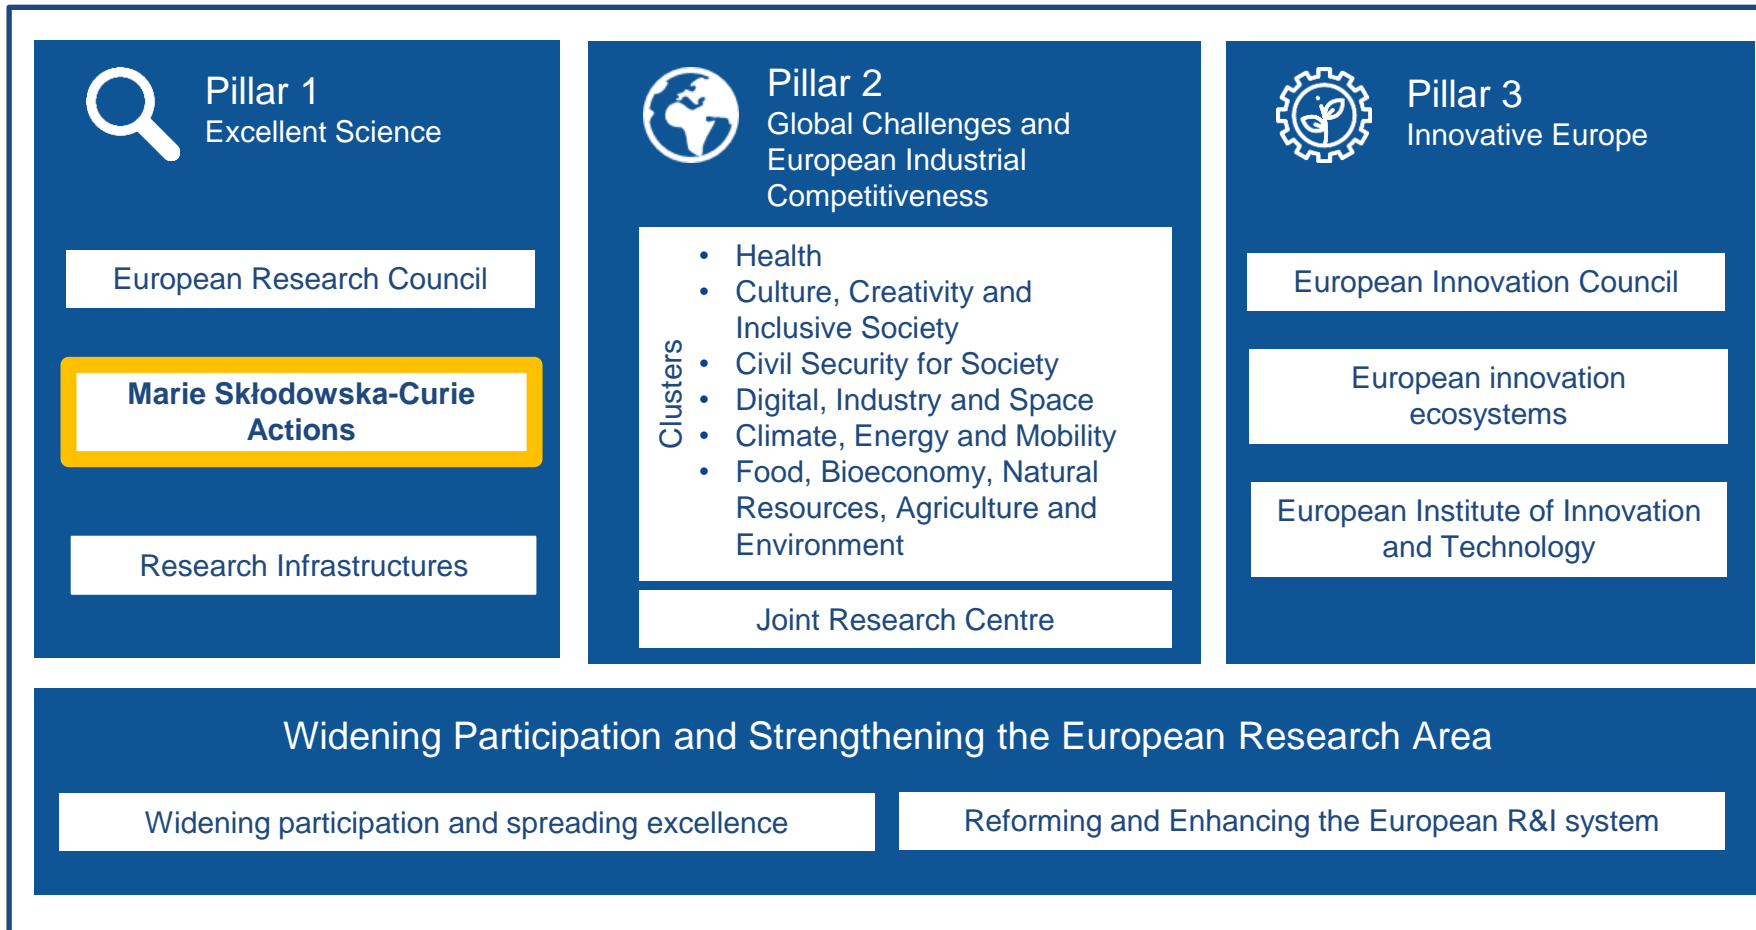 Pillar 1
Excellent Science
European Research Council
Marie Skłodowska-Curie
Actions
Research Infrastructures
Pillar 2
Global Challenges and
European Industrial
Competitiveness
Clusters
• Health
• Culture, Creativity and
Inclusive Society
• Civil Security for Society
• Digital, Industry and Space
• Climate, Energy and Mobility
• Food, Bioeconomy, Natural
Resources, Agriculture and
Environment
Joint Research Centre
Pillar 3
Innovative Europe
European Innovation Council
European innovation
ecosystems
European Institute of Innovation
and Technology
Widening Participation and Strengthening the European Research Area
Widening participation and spreading excellence
Reforming and Enhancing the European R&I system